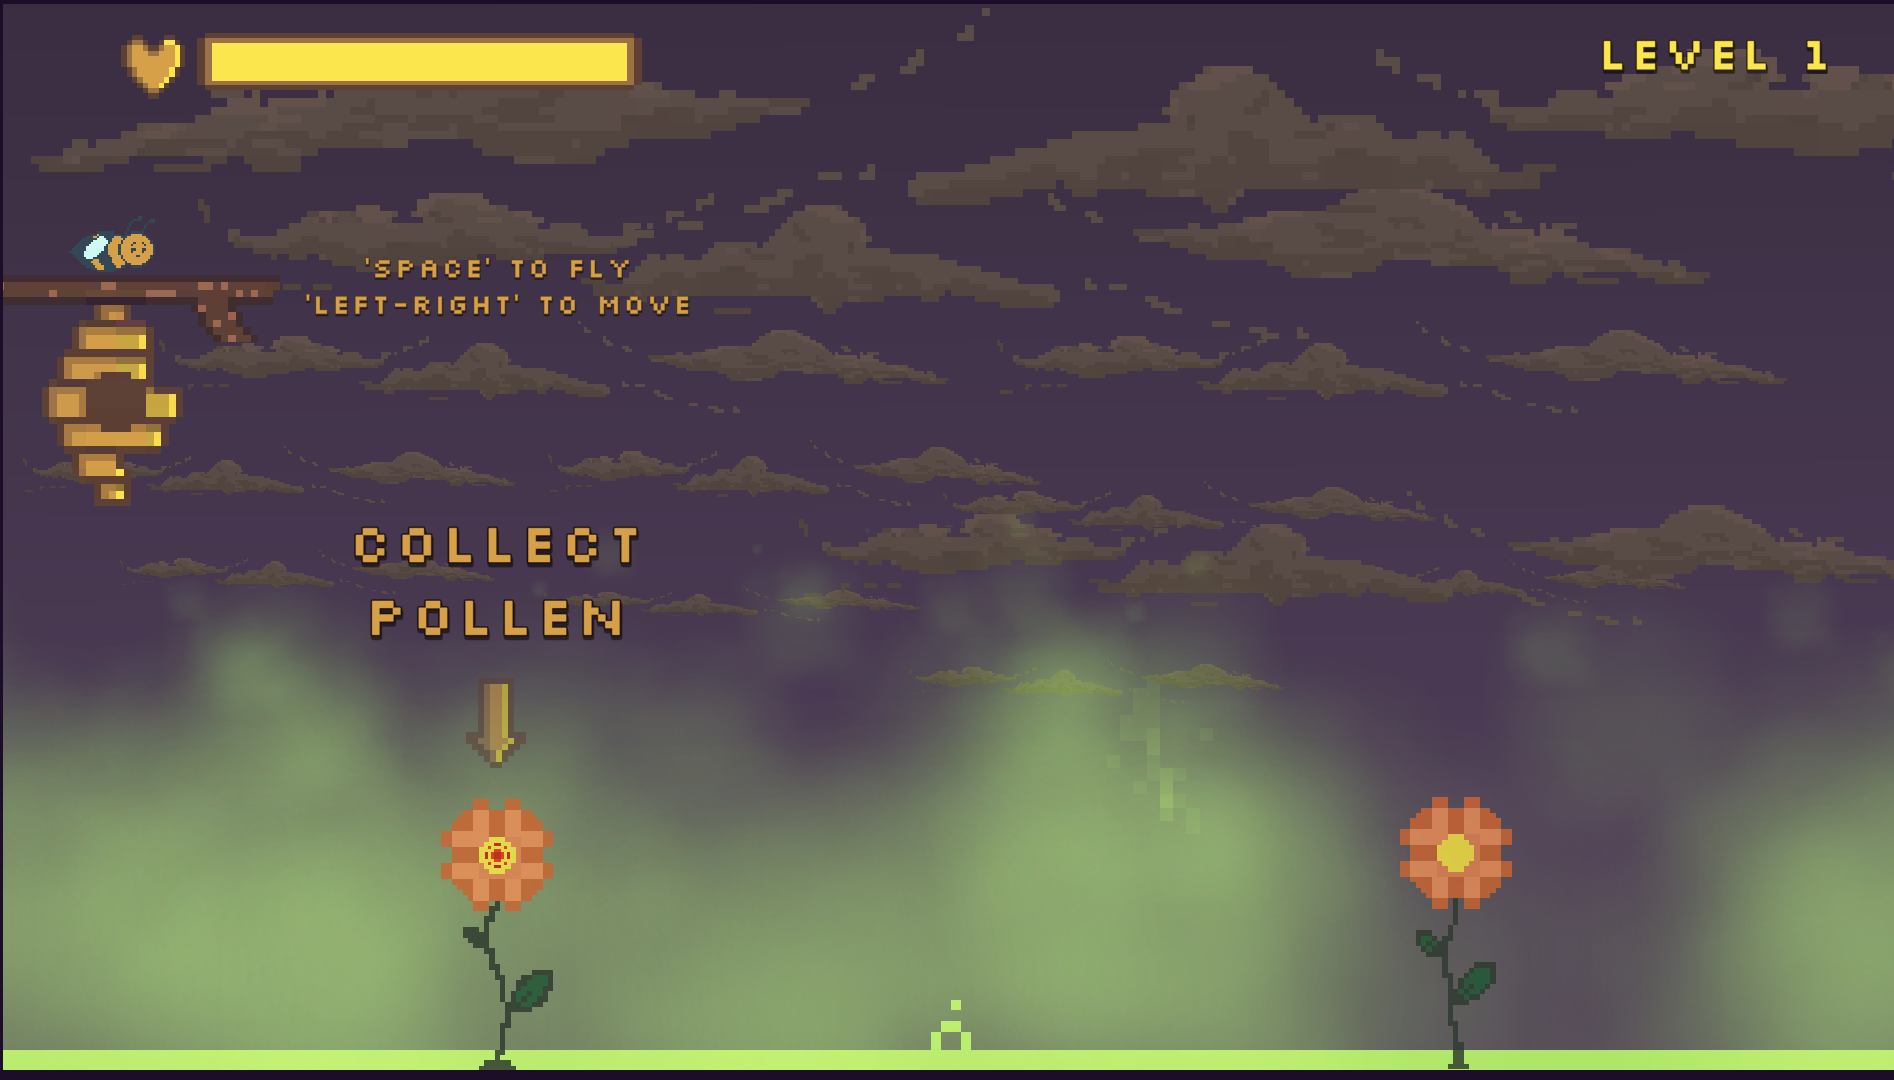 LEVEL 1
'SPACE' TO FLY
'LEFT-RIGHT' TO MOVE
COLLECT
POLLEN